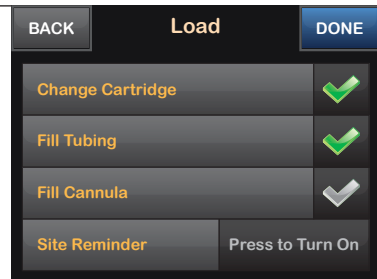 BACK Load DONE
Change Cartridge
Fill Tubing
Fill Cannula
Site Reminder Press to Turn On